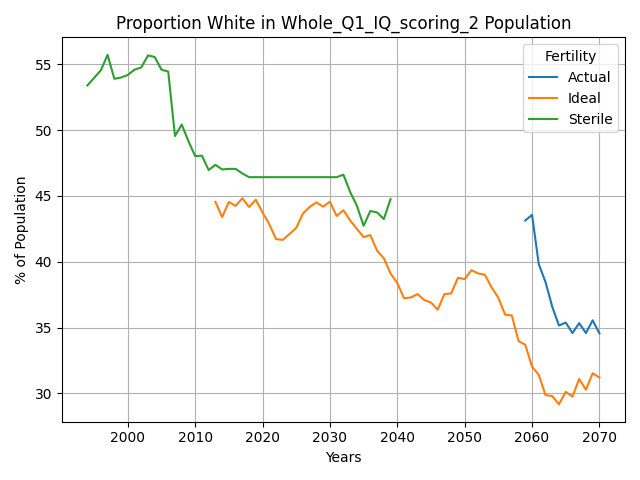 Proportion White in Whole_Q1_IQ_scoring_2 Population
Fertility
Actual
Ideal
Sterile
% of Population
55
50
45
40
35
30
2000 2010 2020 2030 2040 2050 2060 2070
Years